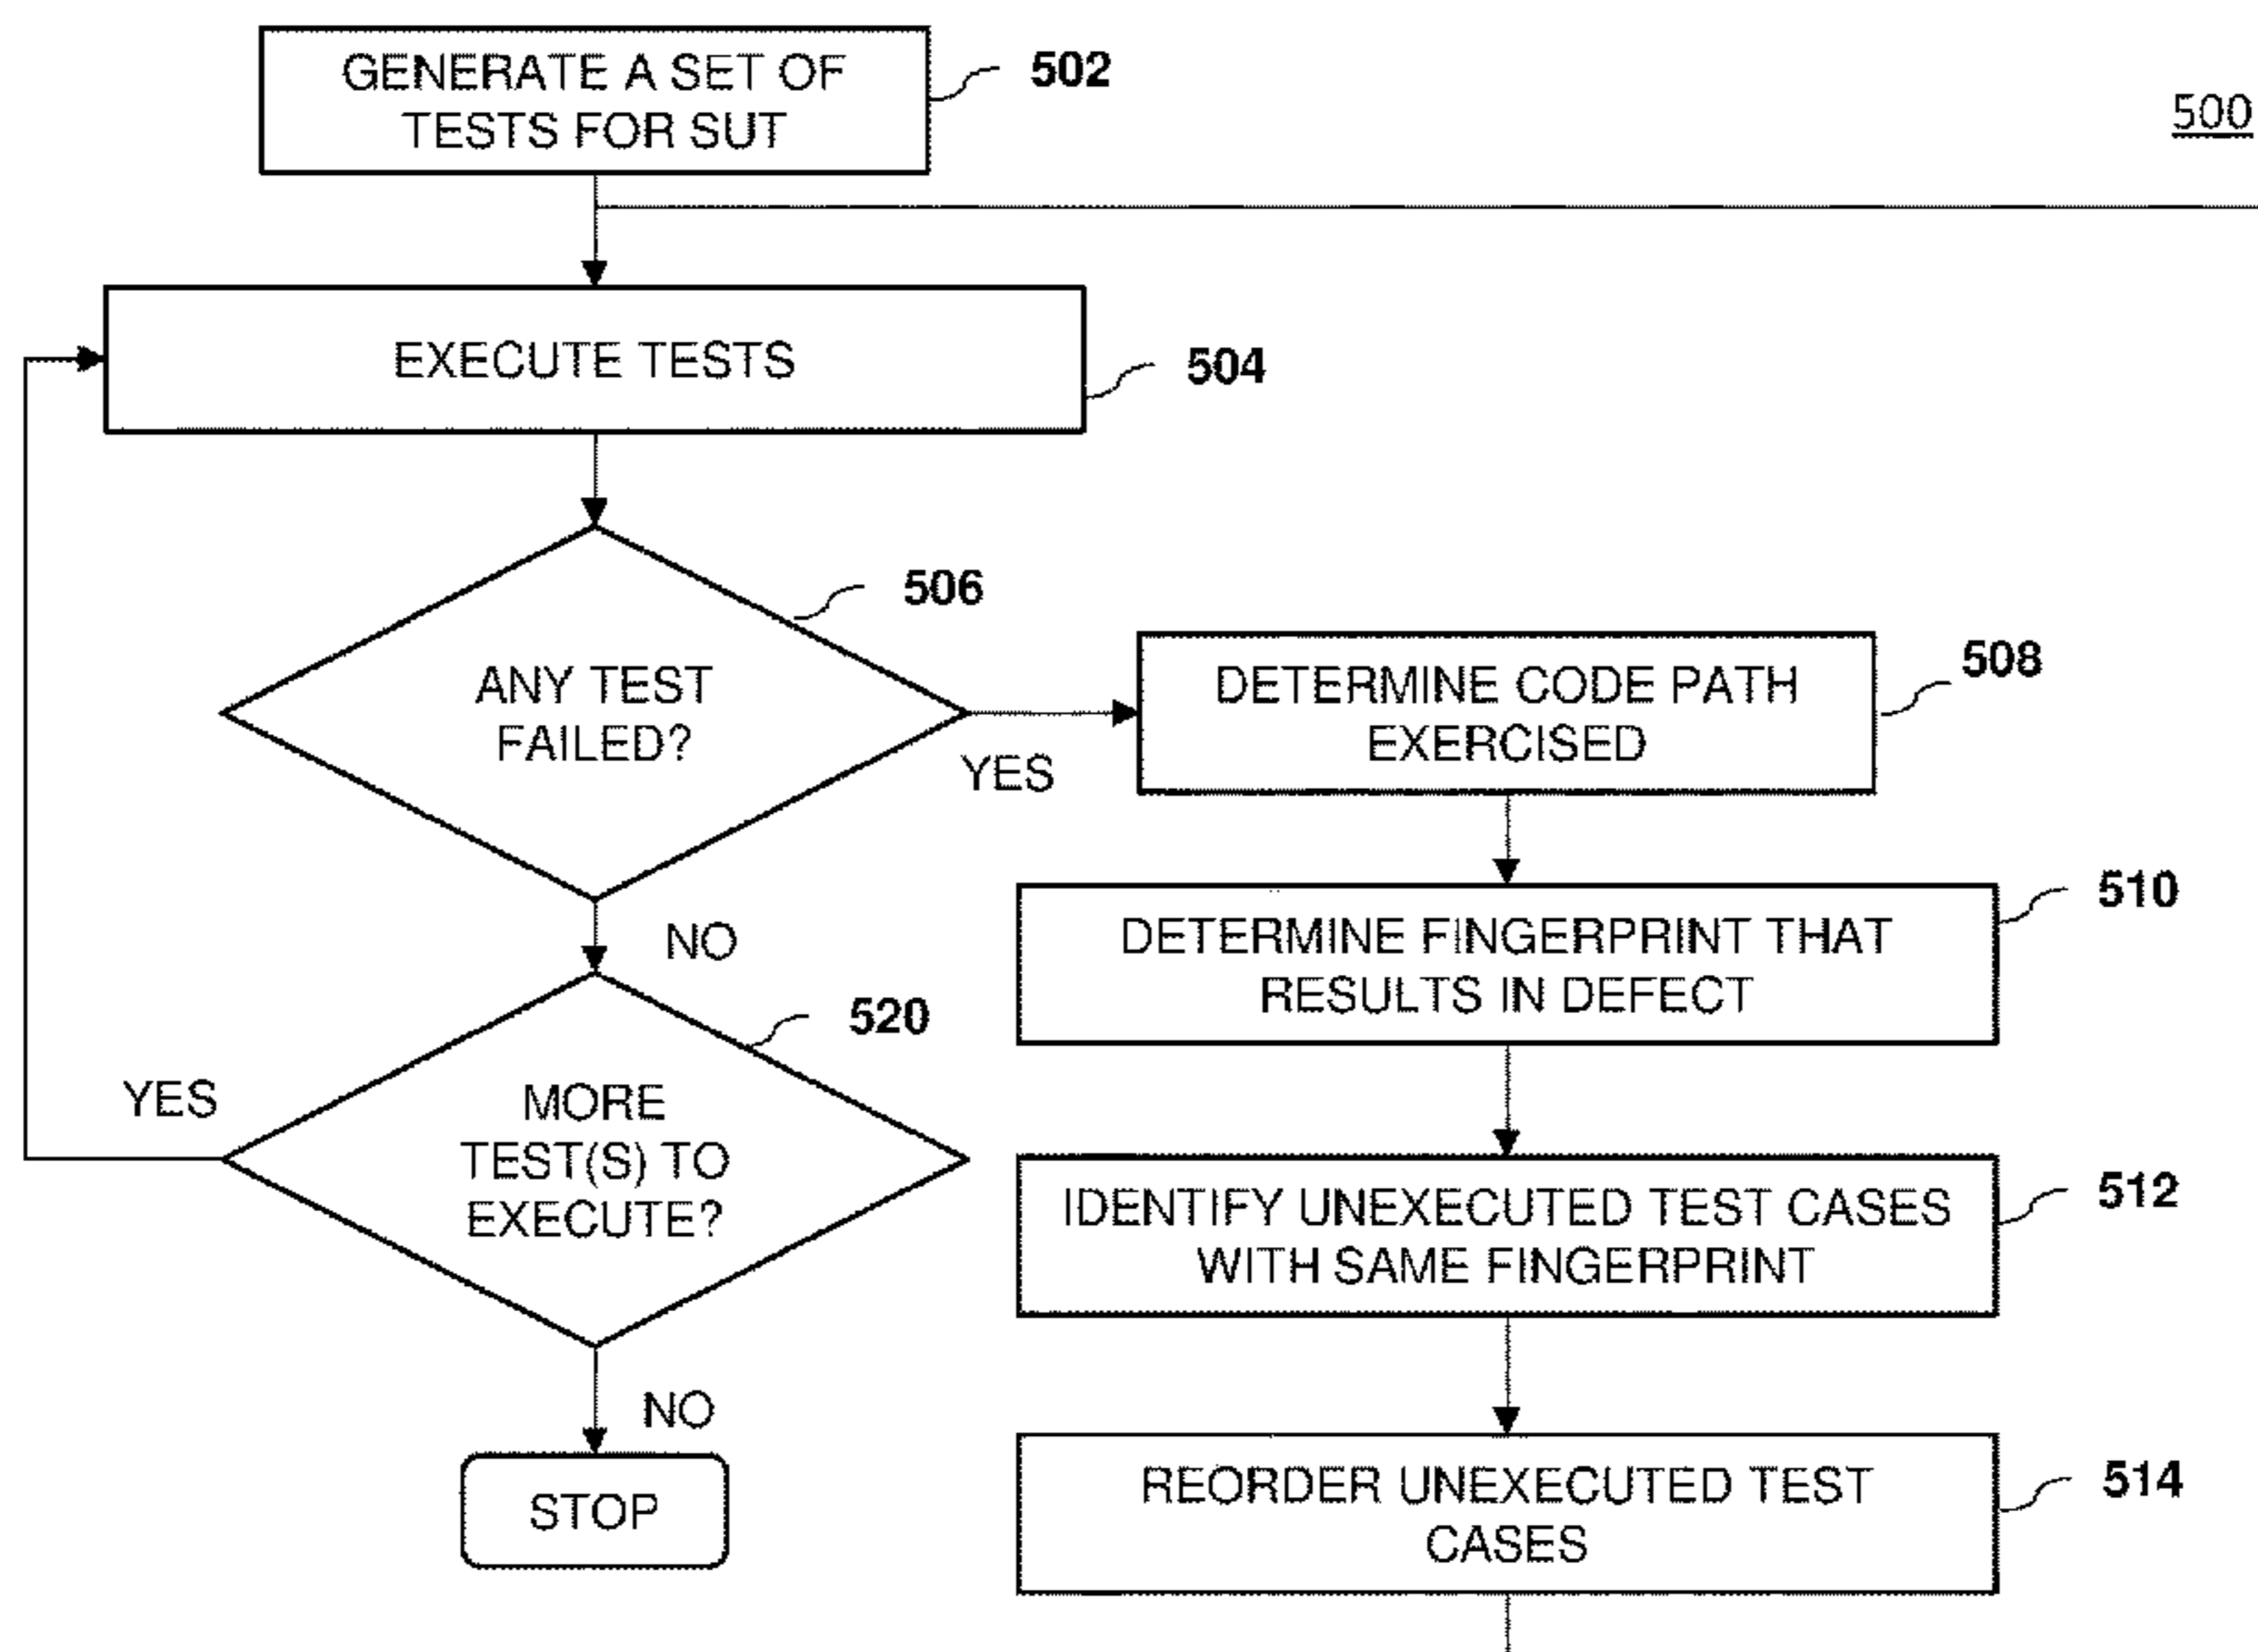 GENERATE A SET OF
TESTS FOR SUT
502
500
EXECUTE TESTS
504
506
ANY TEST
FAILED?
YES
NO
508
DETERMINE CODE PATH
EXERCISED
510
DETERMINE FINGERPRINT THAT
RESULTS IN DEFECT
520
MORE
TEST(S) TO
EXECUTE?
YES
NO
STOP
512
IDENTIFY UNEXECUTED TEST CASES
WITH SAME FINGERPRINT
514
REORDER UNEXECUTED TEST
CASES